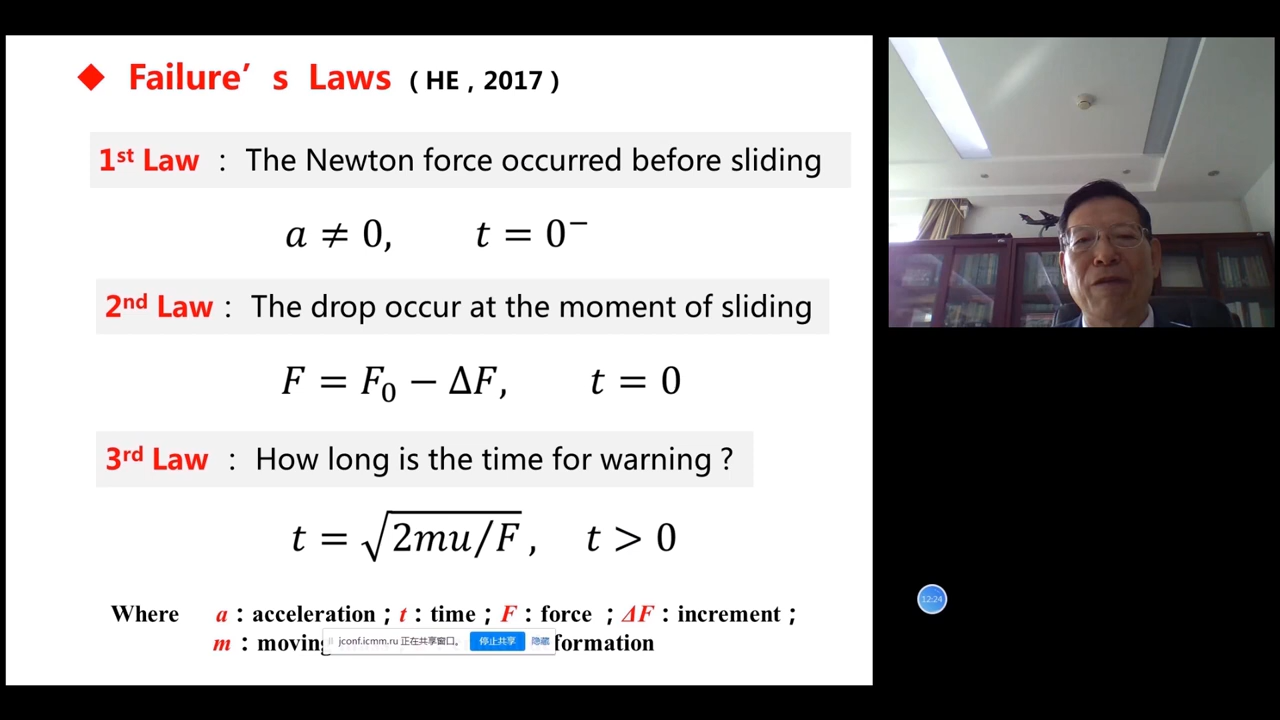 ◆ Failure’s Laws (HE, 2017)
1st Law : The Newton force occurred before sliding
a ≠ 0, t = 0⁻
2nd Law : The drop occur at the moment of sliding
F = F₀ − ΔF, t = 0
3rd Law : How long is the time for warning ?
t = √2mu/F, t > 0
Where a : acceleration ; t : time ; F : force ; ΔF : increment ;
m : moving formation
jconf.icmm.ru 正在共享窗口。 停止共享 隐藏
12:24